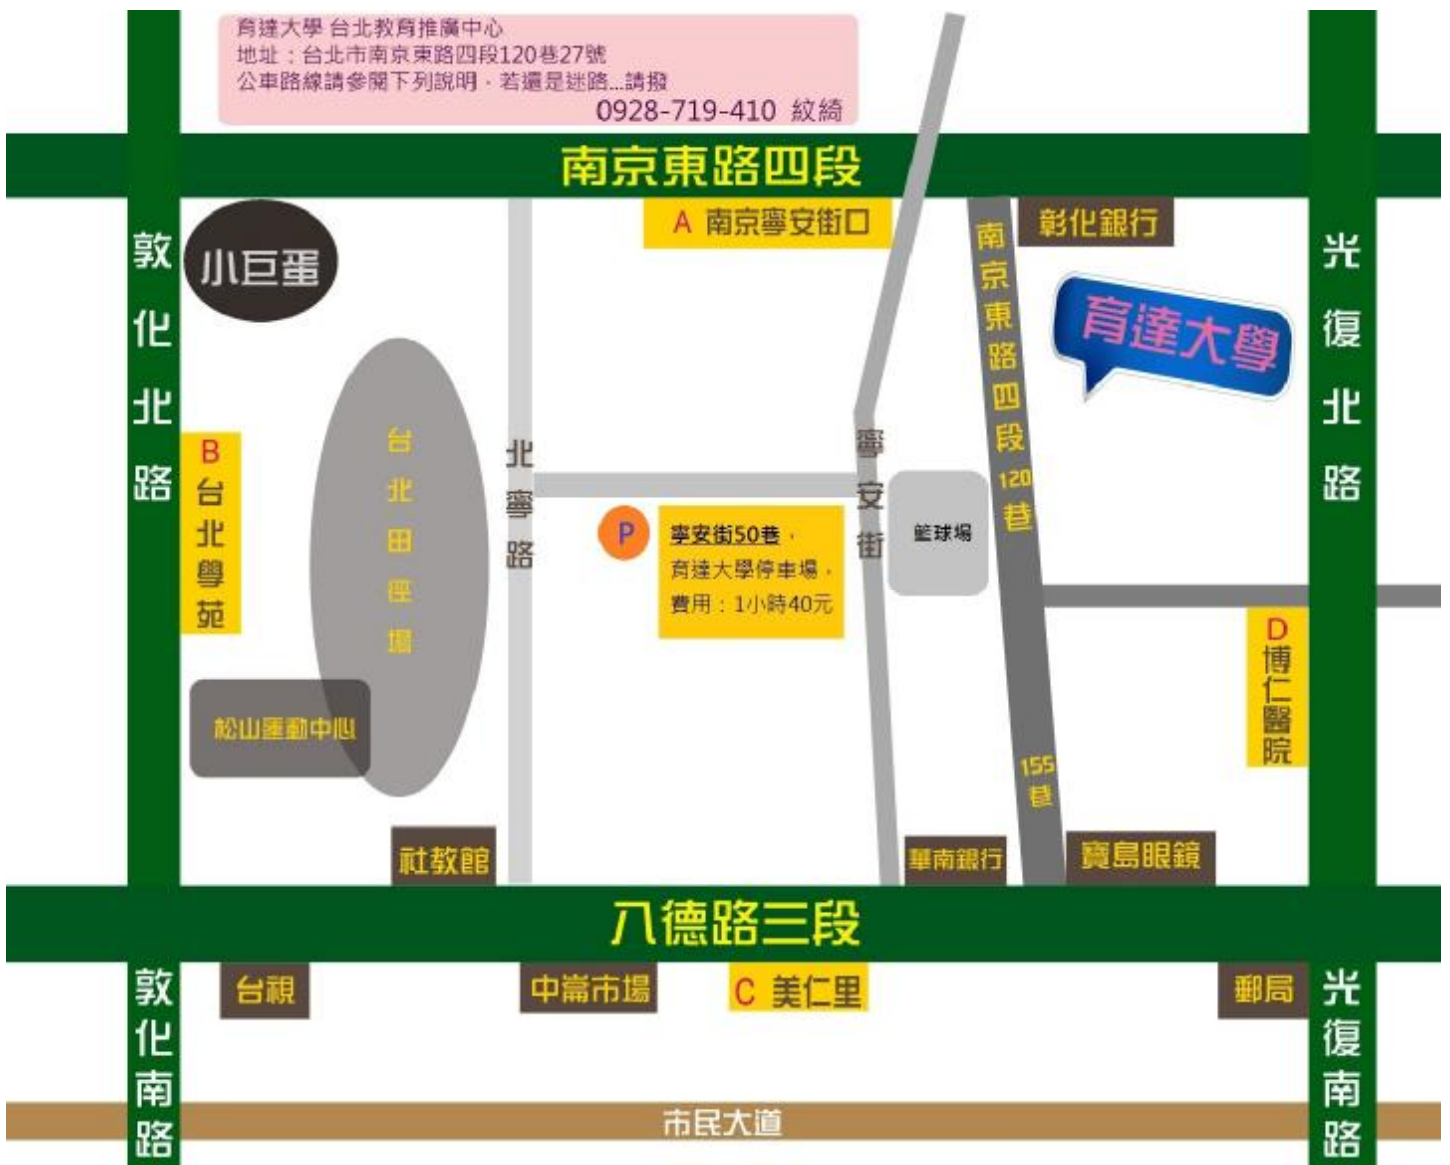 育達大學 台北教育推廣中心
地址：台北市南京東路四段120巷27號
公車路線請參閱下列說明，若還是迷路...請撥
0928-719-410 紋綺
南京東路四段
敦化北路
小巨蛋
A 南京寧安街口
南京東路四段120巷
彰化銀行
育達大學
光復北路
B 台北學苑
台北田徑場
北寧路
寧安街
P
寧安街50巷，
育達大學停車場，
費用：1小時40元
籃球場
D 博仁醫院
松山運動中心
155巷
社教館
華南銀行
寶島眼鏡
八德路三段
敦化南路
台視
中崙市場
C 美仁里
郵局
光復南路
市民大道